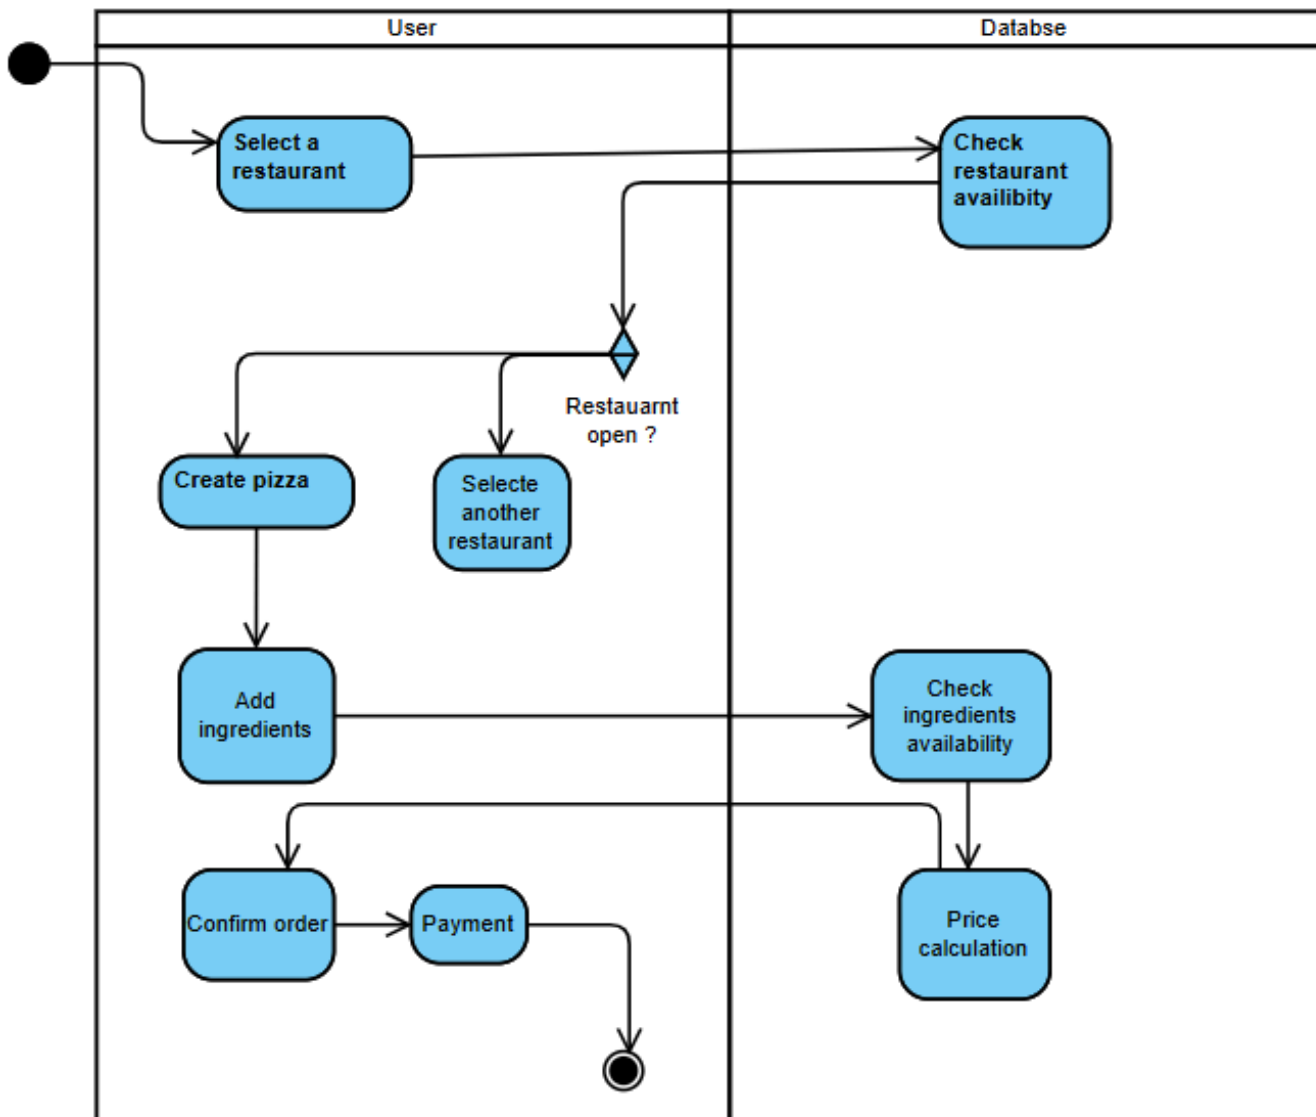 User
Databse
Select a
restaurant
Check
restaurant
availibity
Restauarnt
open ?
Create pizza
Selecte
another
restaurant
Add
ingredients
Check
ingredients
availability
Confirm order
Payment
Price
calculation